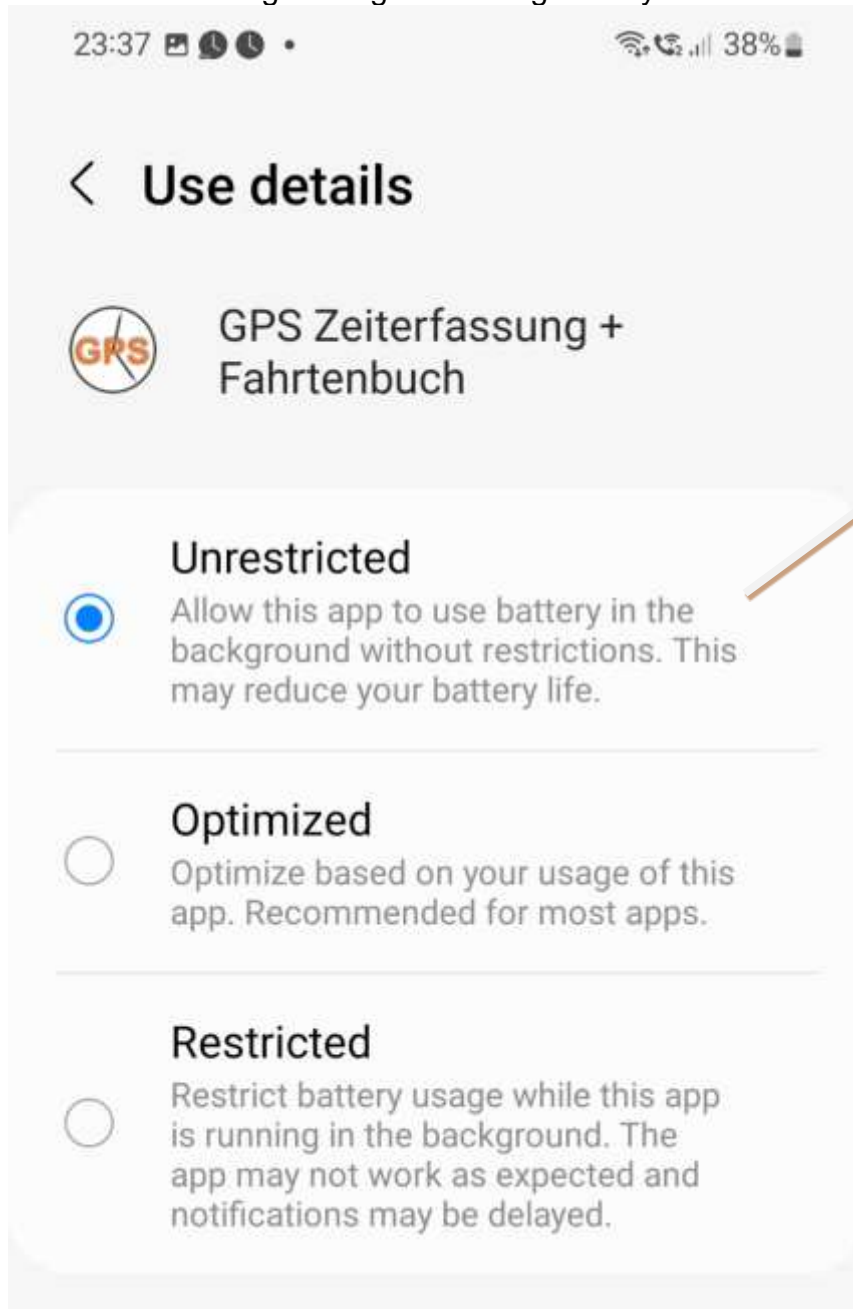 23:37
38%
Use details
GPS
GPS Zeiterfassung +
Fahrtenbuch
Unrestricted
Allow this app to use battery in the
background without restrictions. This
may reduce your battery life.
Optimized
Optimize based on your usage of this
app. Recommended for most apps.
Restricted
Restrict battery usage while this app
is running in the background. The
app may not work as expected and
notifications may be delayed.